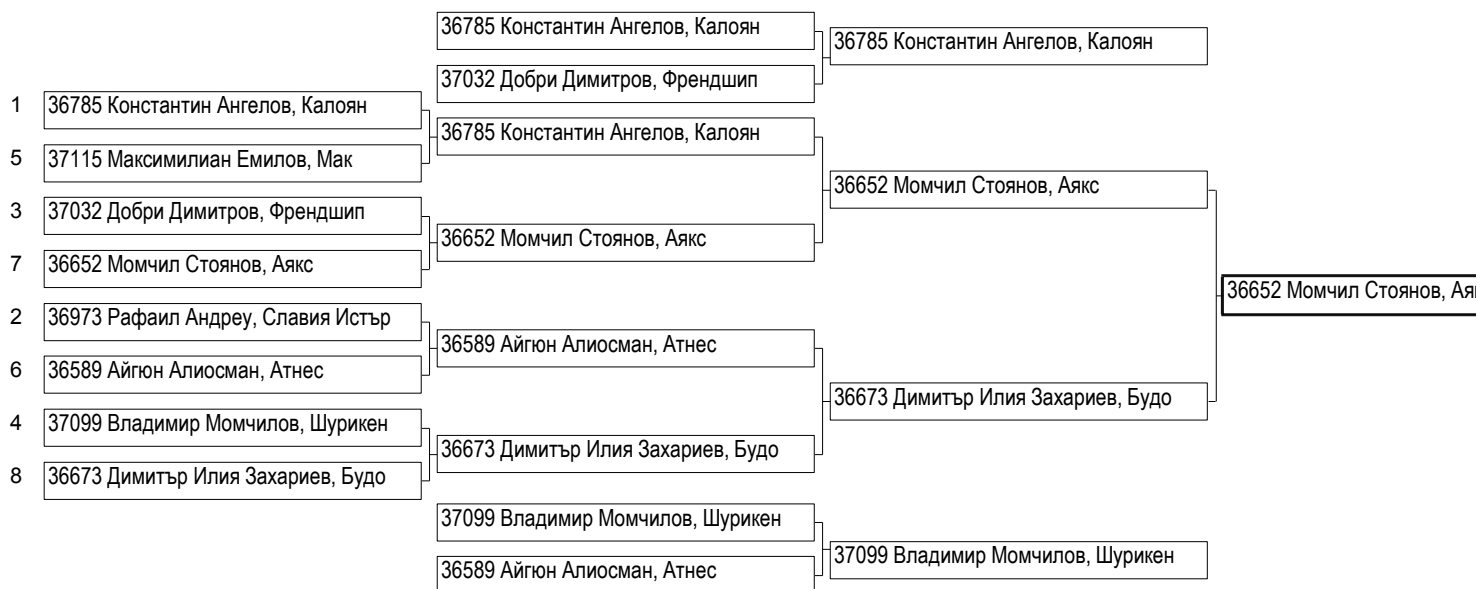 36785 Константин Ангелов, Калоян
36785 Константин Ангелов, Калоян
37032 Добри Димитров, Френдшип
1 36785 Константин Ангелов, Калоян
36785 Константин Ангелов, Калоян
5 37115 Максимилиан Емилов, Мак
36652 Момчил Стоянов, Аякс
3 37032 Добри Димитров, Френдшип
36652 Момчил Стоянов, Аякс
7 36652 Момчил Стоянов, Аякс
36652 Момчил Стоянов, Ая
2 36973 Рафаил Андреу, Славия Истър
36589 Айгюн Алиосман, Атнес
6 36589 Айгюн Алиосман, Атнес
36673 Димитър Илия Захариев, Будо
4 37099 Владимир Момчилов, Шурикен
36673 Димитър Илия Захариев, Будо
8 36673 Димитър Илия Захариев, Будо
37099 Владимир Момчилов, Шурикен
37099 Владимир Момчилов, Шурикен
36589 Айгюн Алиосман, Атнес